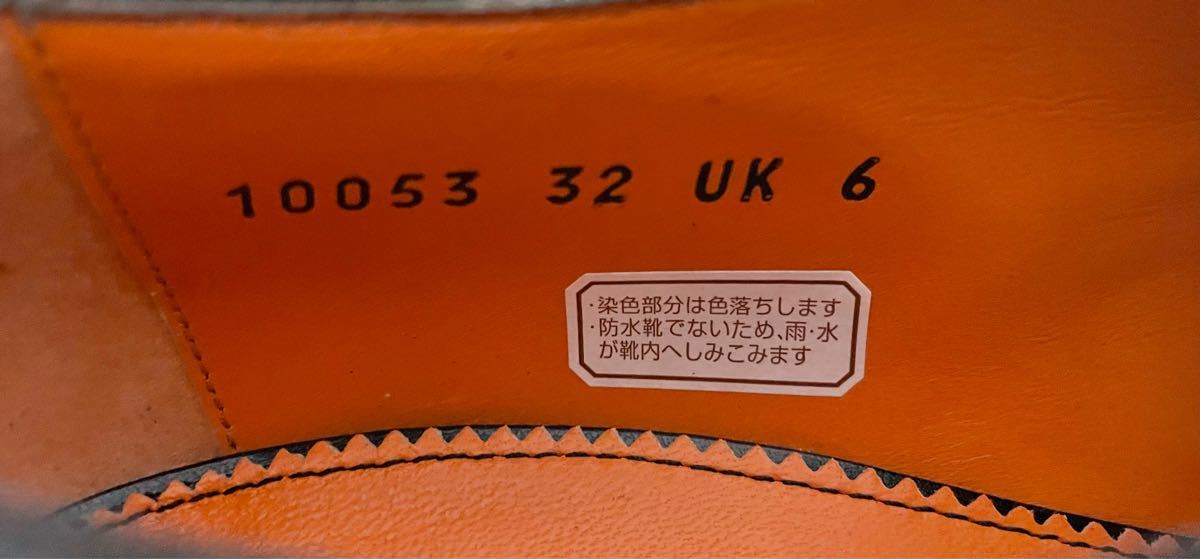 10053 32 UK 6
・染色部分は色落ちします
・防水靴でないため、雨・水
が靴内へしみこみます